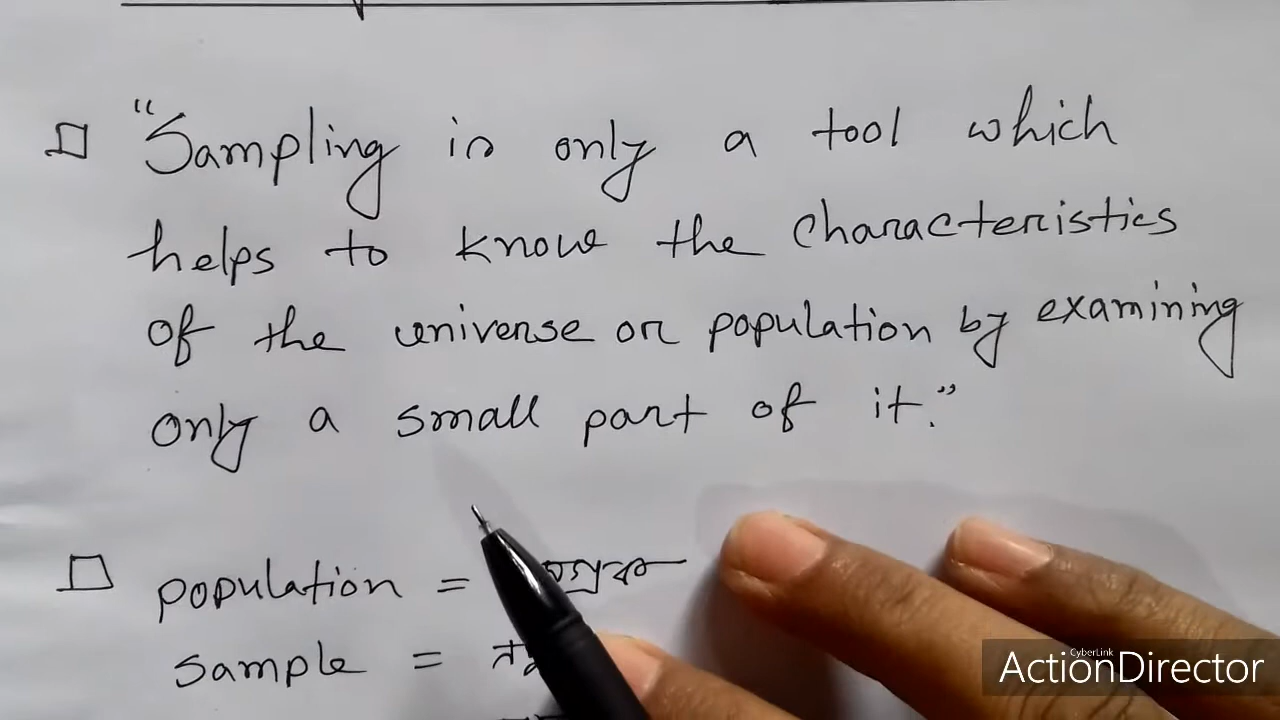 "Sampling is only a tool which
helps to know the characteristics
of the universe or population by examining
only a small part of it."
population =
sample =
CyberLink
ActionDirector